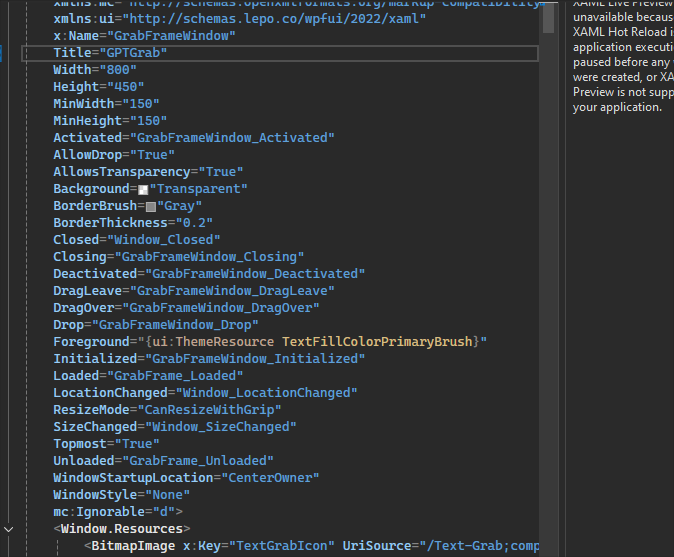 xmlns:mc="http://schemas.openxmlformats.org/markup-compatibility
xmlns:ui="http://schemas.lepo.co/wpfui/2022/xaml"
x:Name="GrabFrameWindow"
Title="GPTGrab"
Width="800"
Height="450"
MinWidth="150"
MinHeight="150"
Activated="GrabFrameWindow_Activated"
AllowDrop="True"
AllowsTransparency="True"
Background="Transparent"
BorderBrush="Gray"
BorderThickness="0.2"
Closed="Window_Closed"
Closing="GrabFrameWindow_Closing"
Deactivated="GrabFrameWindow_Deactivated"
DragLeave="GrabFrameWindow_DragLeave"
DragOver="GrabFrameWindow_DragOver"
Drop="GrabFrameWindow_Drop"
Foreground="{ui:ThemeResource TextFillColorPrimaryBrush}"
Initialized="GrabFrameWindow_Initialized"
Loaded="GrabFrame_Loaded"
LocationChanged="Window_LocationChanged"
ResizeMode="CanResizeWithGrip"
SizeChanged="Window_SizeChanged"
Topmost="True"
Unloaded="GrabFrame_Unloaded"
WindowStartupLocation="CenterOwner"
WindowStyle="None"
mc:Ignorable="d">
<Window.Resources>
<BitmapImage x:Key="TextGrabIcon" UriSource="/Text-Grab;comp
XAML Live Preview
unavailable becaus
XAML Hot Reload i
application executi
paused before any
were created, or XA
Preview is not supp
your application.